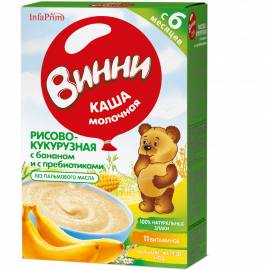 InfaPrim
с 6
месяцев
ВИННИ
КАША
МОЛОЧНАЯ
РИСОВО-
КУКУРУЗНАЯ
с бананом
и с пребиотиками
БЕЗ ПАЛЬМОВОГО МАСЛА
100% НАТУРАЛЬНЫЕ
ЗЛАКИ
11 витаминов